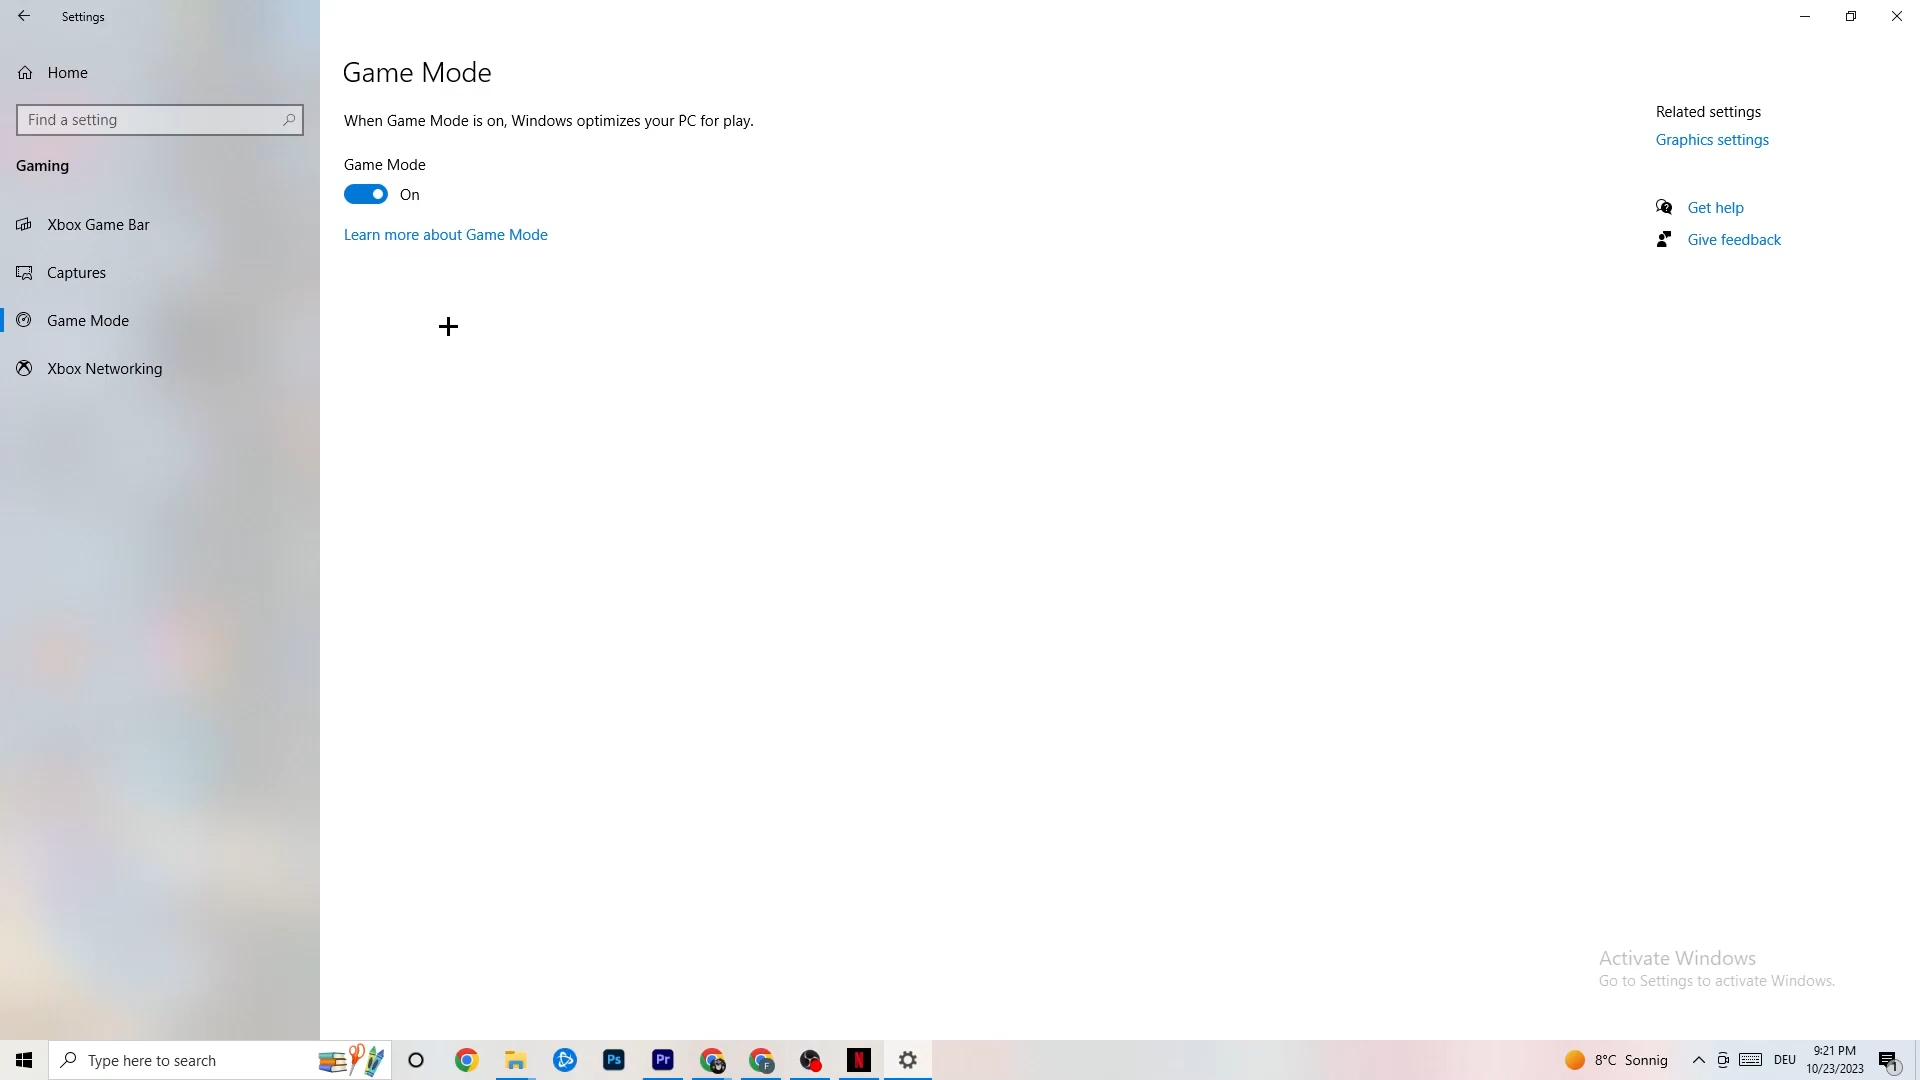 Settings
Home
Find a setting
Gaming
Xbox Game Bar
Captures
Game Mode
Xbox Networking
Game Mode
When Game Mode is on, Windows optimizes your PC for play.
Game Mode
On
Learn more about Game Mode
Related settings
Graphics settings
Get help
Give feedback
Activate Windows
Go to Settings to activate Windows.
Type here to search
Ps
Pr
F
N
8°C Sonnig
DEU
9:21 PM
10/23/2023
1